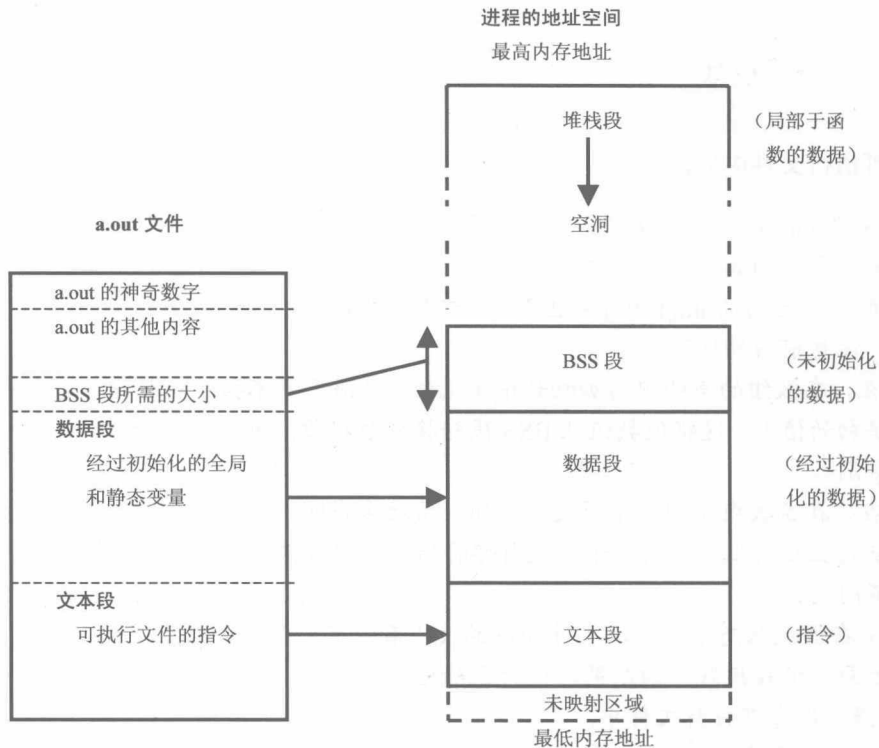 进程的地址空间
最高内存地址
堆栈段
（局部于函
数的数据）
空洞
a.out 文件
a.out 的神奇数字
a.out 的其他内容
BSS 段所需的大小
数据段
经过初始化的全局
和静态变量
文本段
可执行文件的指令
BSS 段
（未初始化
的数据）
数据段
（经过初始
化的数据）
文本段
（指令）
未映射区域
最低内存地址